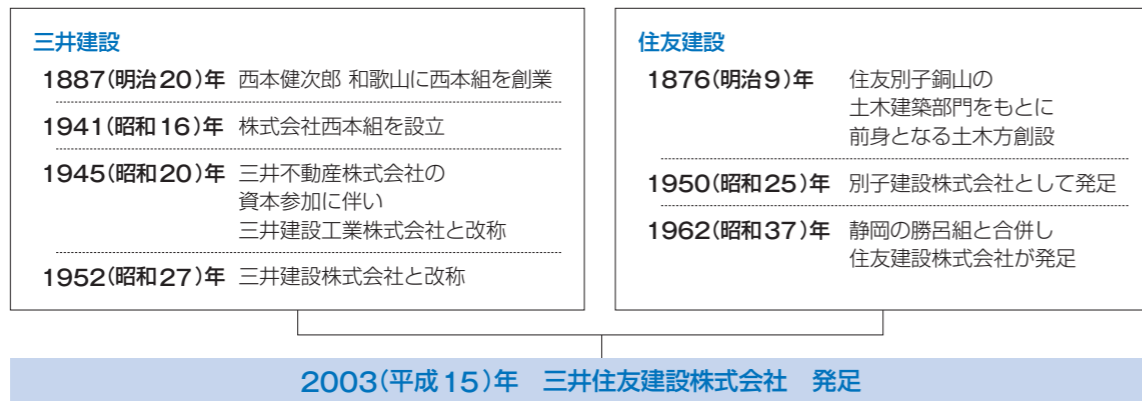 三井建設
1887(明治20)年 西本健次郎 和歌山に西本組を創業
1941(昭和16)年 株式会社西本組を設立
1945(昭和20)年 三井不動産株式会社の
資本参加に伴い
三井建設工業株式会社と改称
1952(昭和27)年 三井建設株式会社と改称
住友建設
1876(明治9)年 住友別子銅山の
土木建築部門をもとに
前身となる土木方創設
1950(昭和25)年 別子建設株式会社として発足
1962(昭和37)年 静岡の勝呂組と合併し
住友建設株式会社が発足
2003(平成15)年 三井住友建設株式会社 発足